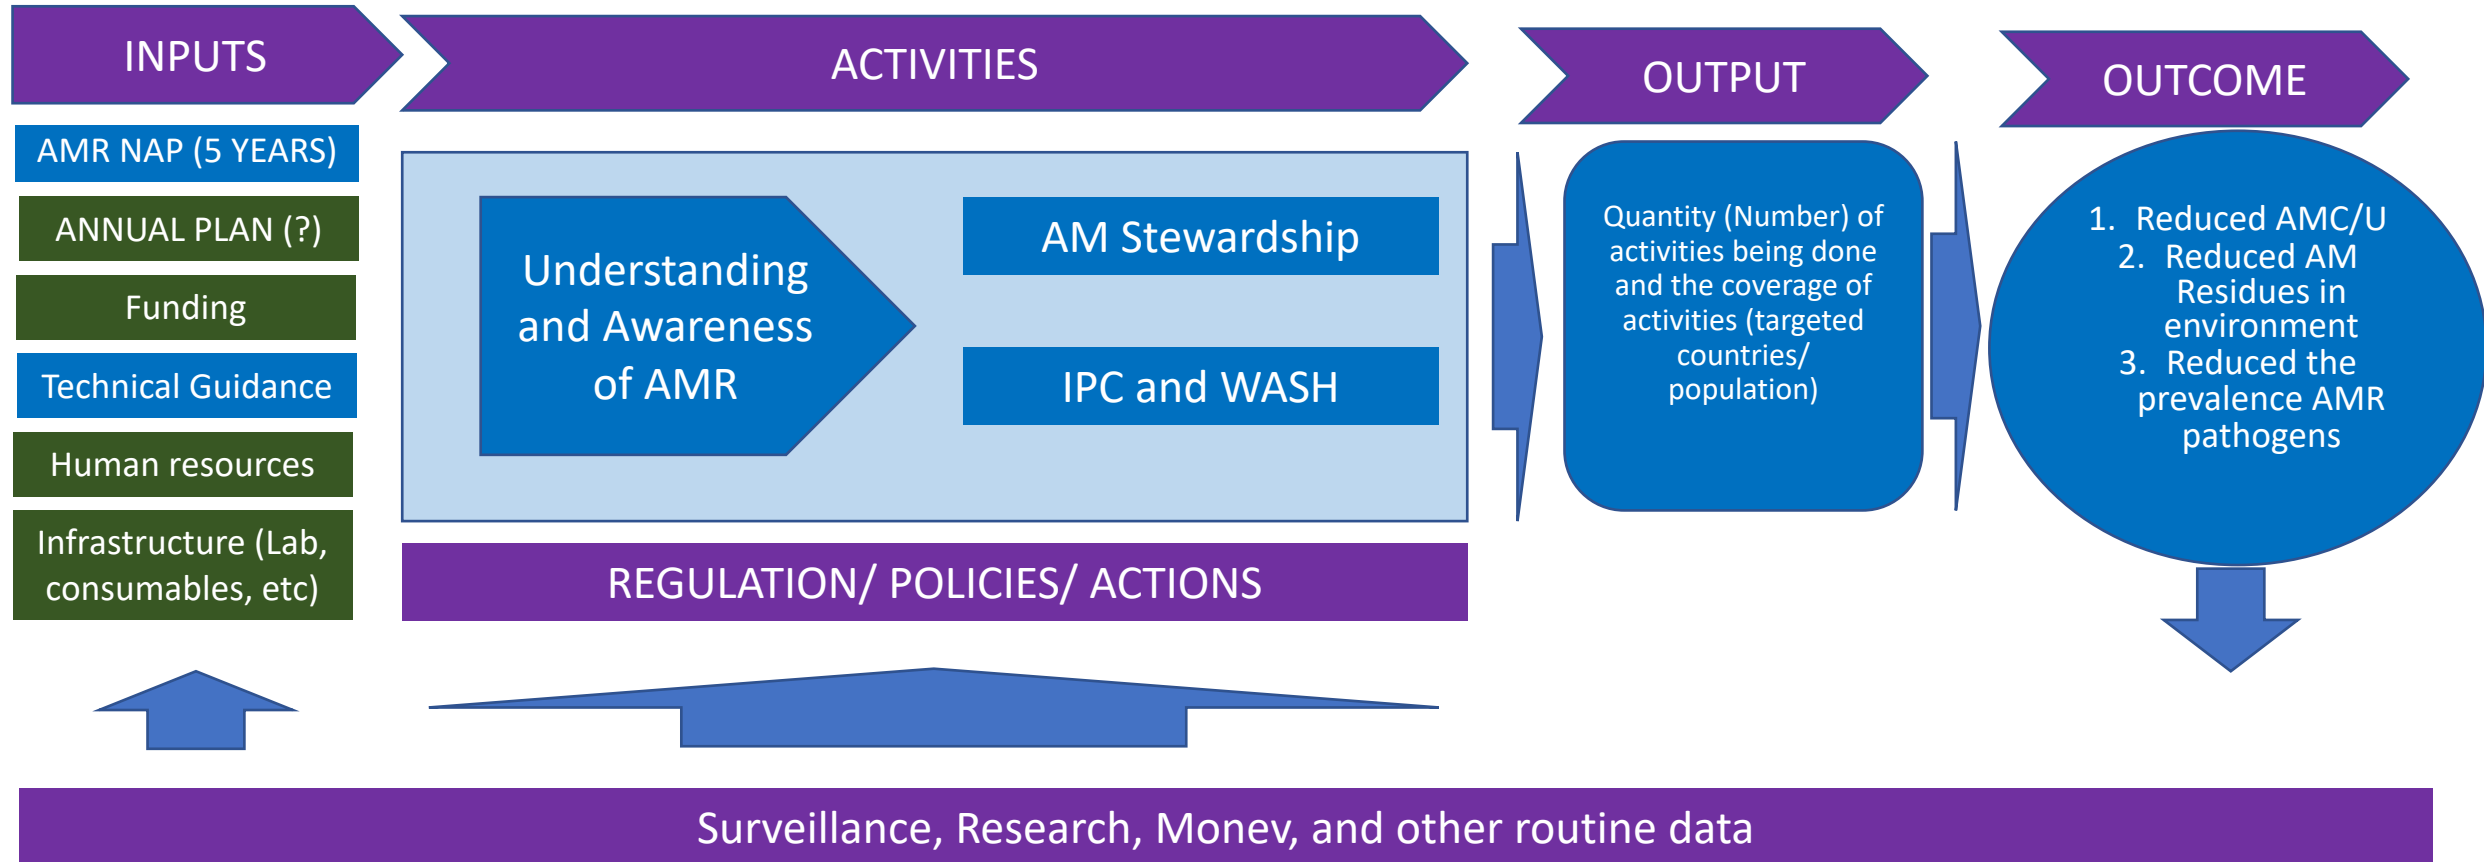 INPUTS
ACTIVITIES
OUTPUT
OUTCOME
AMR NAP (5 YEARS)
ANNUAL PLAN (?)
Funding
Technical Guidance
Human resources
Infrastructure (Lab,
consumables, etc)
Understanding
and Awareness
of AMR
AM Stewardship
IPC and WASH
REGULATION/ POLICIES/ ACTIONS
Quantity (Number) of
activities being done
and the coverage of
activities (targeted
countries/
population)
1. Reduced AMC/U
2. Reduced AM
Residues in
environment
3. Reduced the
prevalence AMR
pathogens
Surveillance, Research, Monev, and other routine data